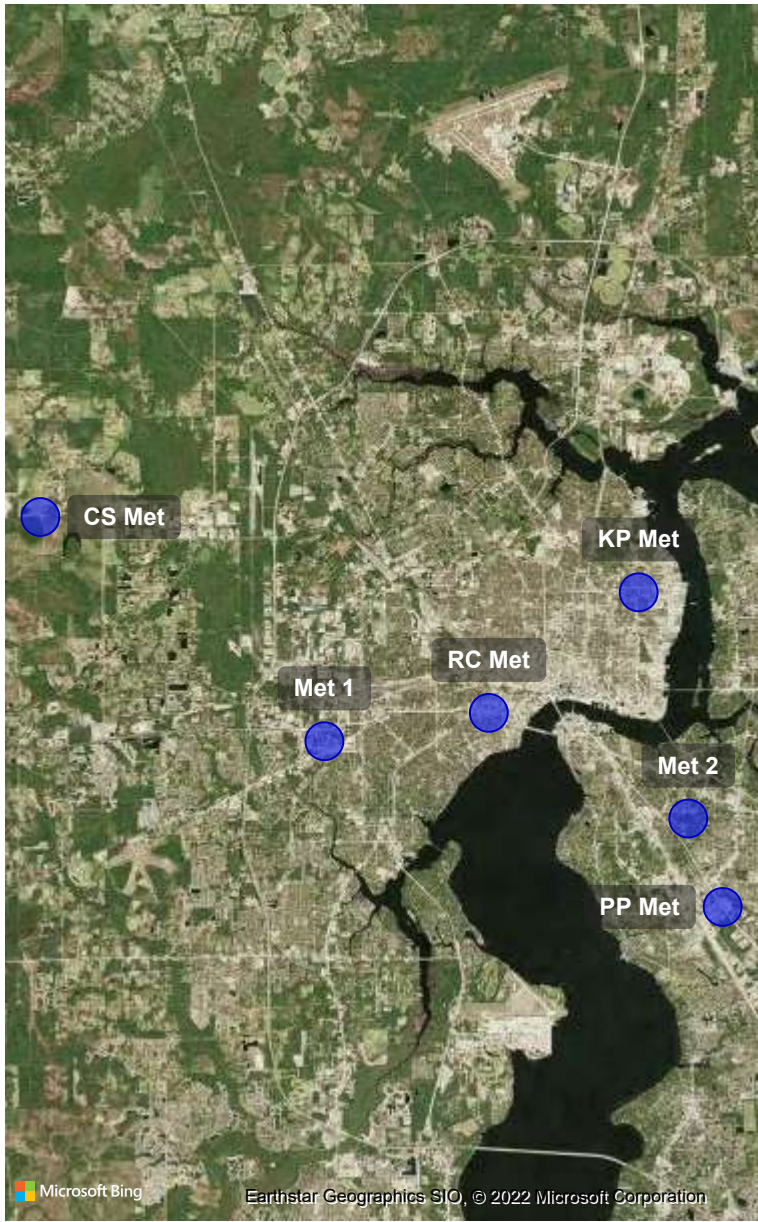 CS Met
KP Met
RC Met
Met 1
Met 2
PP Met
Microsoft Bing
Earthstar Geographics SIO, © 2022 Microsoft Corporation